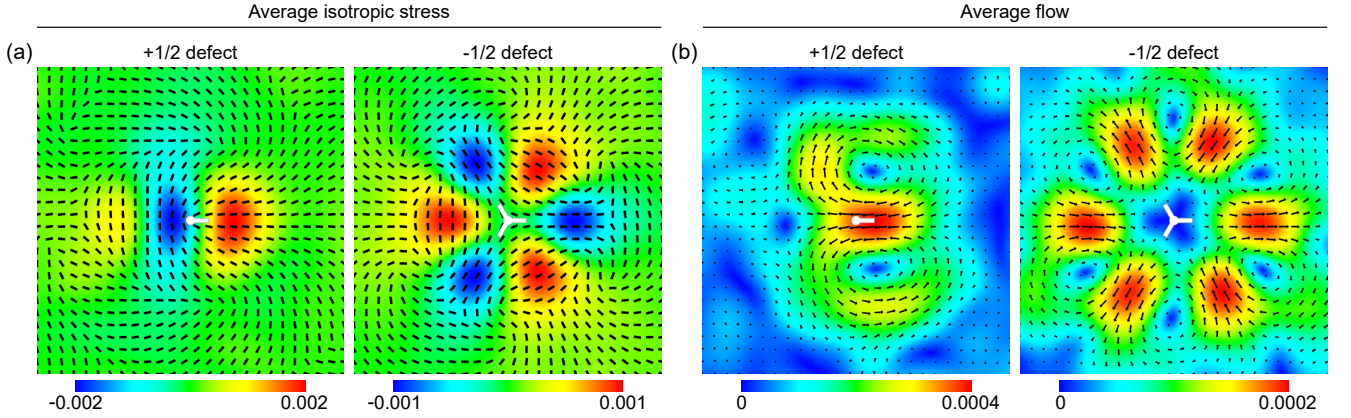 Average isotropic stress
Average flow
(a)
+1/2 defect
-1/2 defect
(b)
+1/2 defect
-1/2 defect
-0.002
0.002
-0.001
0.001
0
0.0004
0
0.0002